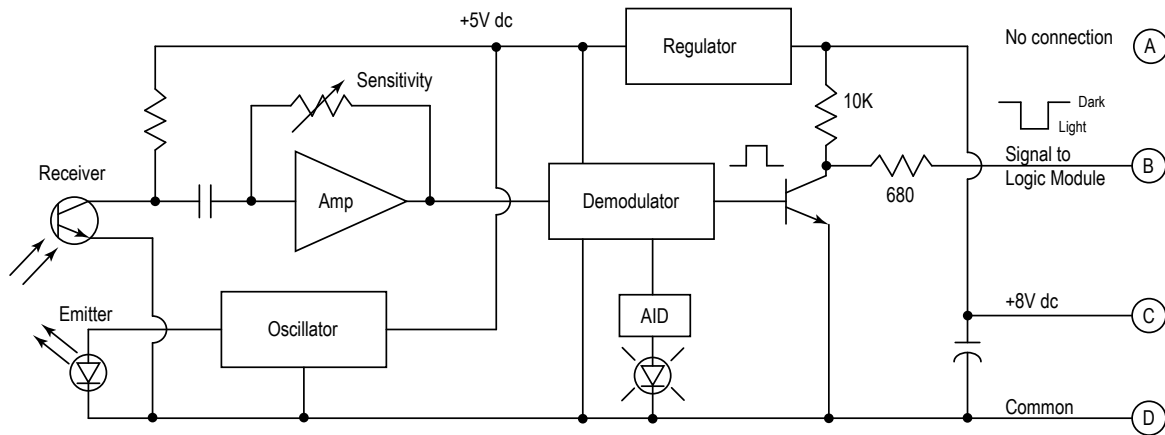 +5V dc
Regulator
No connection
A
Sensitivity
10K
Dark
Light
Receiver
Amp
Demodulator
680
Signal to
Logic Module
B
Emitter
Oscillator
AID
+8V dc
C
Common
D